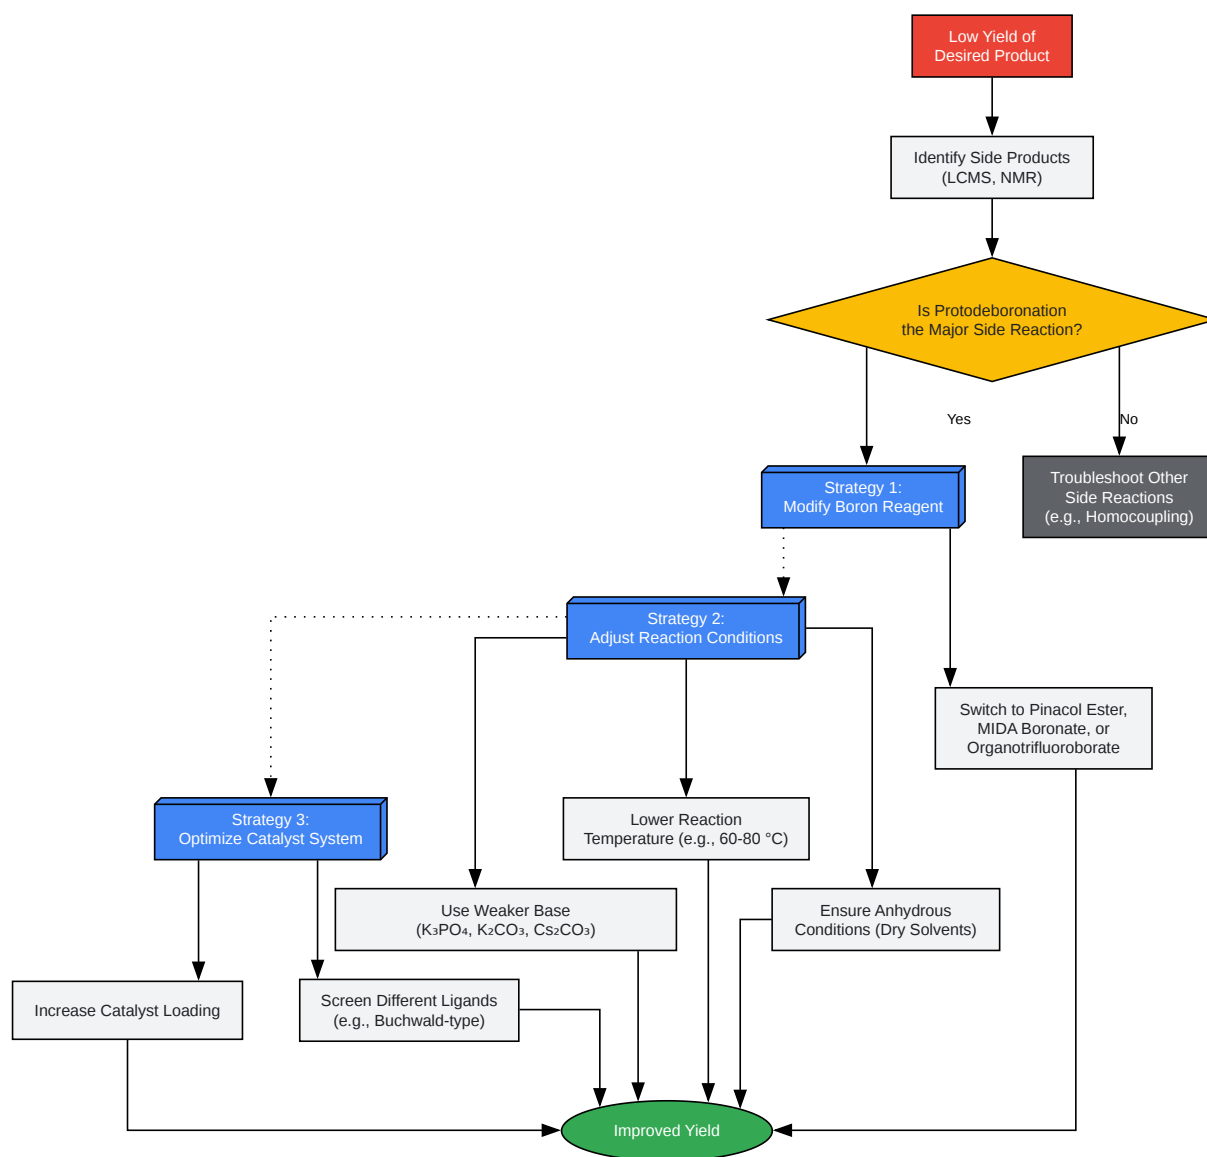 Low Yield of
Desired Product
Identify Side Products
(LCMS, NMR)
Is Protodeboronation
the Major Side Reaction?
Yes
No
Strategy 1:
Modify Boron Reagent
Troubleshoot Other
Side Reactions
(e.g., Homocoupling)
Strategy 2:
Adjust Reaction Conditions
Switch to Pinacol Ester,
MIDA Boronate, or
Organotrifluoroborate
Strategy 3:
Optimize Catalyst System
Lower Reaction
Temperature (e.g., 60-80 °C)
Use Weaker Base
(K₃PO₄, K₂CO₃, Cs₂CO₃)
Ensure Anhydrous
Conditions (Dry Solvents)
Increase Catalyst Loading
Screen Different Ligands
(e.g., Buchwald-type)
Improved Yield